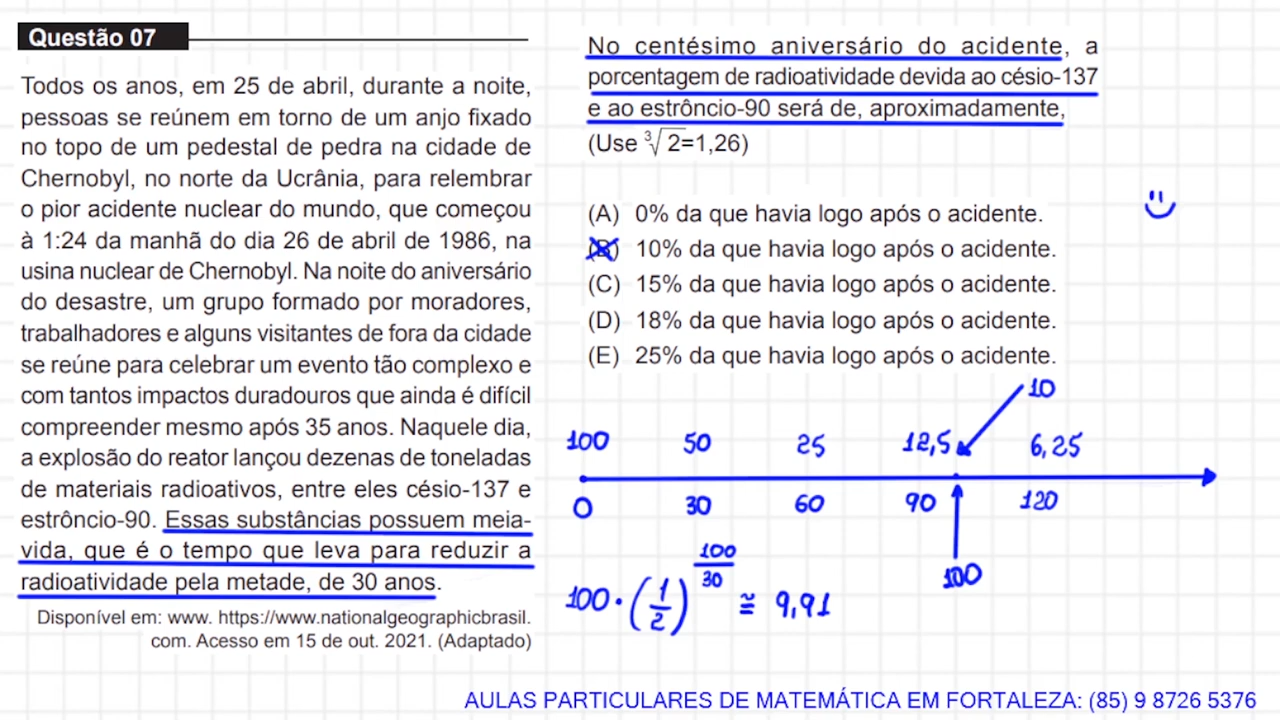 Questão 07
Todos os anos, em 25 de abril, durante a noite,
pessoas se reúnem em torno de um anjo fixado
no topo de um pedestal de pedra na cidade de
Chernobyl, no norte da Ucrânia, para relembrar
o pior acidente nuclear do mundo, que começou
à 1:24 da manhã do dia 26 de abril de 1986, na
usina nuclear de Chernobyl. Na noite do aniversário
do desastre, um grupo formado por moradores,
trabalhadores e alguns visitantes de fora da cidade
se reúne para celebrar um evento tão complexo e
com tantos impactos duradouros que ainda é difícil
compreender mesmo após 35 anos. Naquele dia,
a explosão do reator lançou dezenas de toneladas
de materiais radioativos, entre eles césio-137 e
estrôncio-90. Essas substâncias possuem meia-
vida, que é o tempo que leva para reduzir a
radioatividade pela metade, de 30 anos.
Disponível em: www. https://www.nationalgeographicbrasil.
com. Acesso em 15 de out. 2021. (Adaptado)
No centésimo aniversário do acidente, a
porcentagem de radioatividade devida ao césio-137
e ao estrôncio-90 será de, aproximadamente,
(Use ∛2=1,26)
(A) 0% da que havia logo após o acidente.
(B) 10% da que havia logo após o acidente.
(C) 15% da que havia logo após o acidente.
(D) 18% da que havia logo após o acidente.
(E) 25% da que havia logo após o acidente.
10
100 50 25 12,5 6,25
0 30 60 90 120
100
100 · (1/2)^(100/30) ≅ 9,91
AULAS PARTICULARES DE MATEMÁTICA EM FORTALEZA: (85) 9 8726 5376